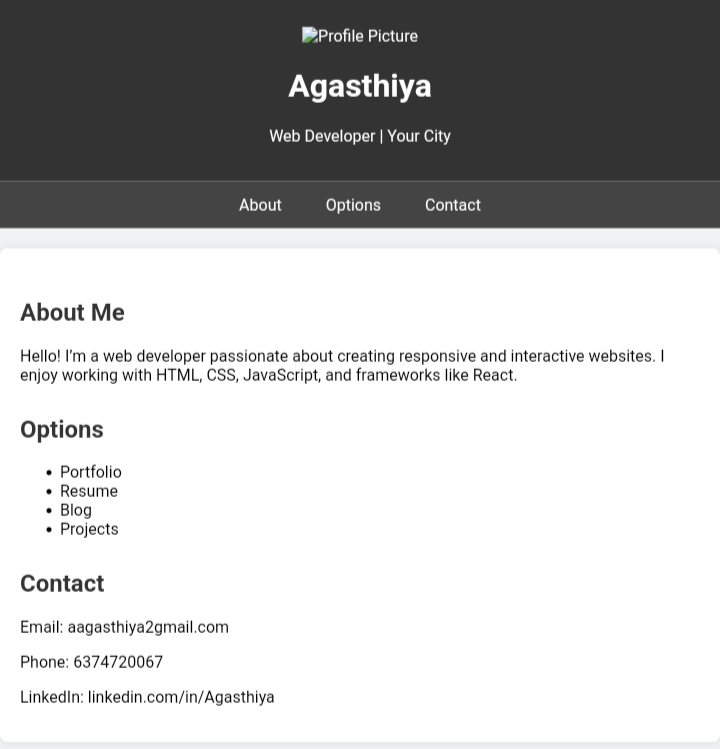 Profile Picture
Agasthiya
Web Developer | Your City
About Options Contact
About Me
Hello! I’m a web developer passionate about creating responsive and interactive websites. I
enjoy working with HTML, CSS, JavaScript, and frameworks like React.
Options
• Portfolio
• Resume
• Blog
• Projects
Contact
Email: aagasthiya2gmail.com
Phone: 6374720067
LinkedIn: linkedin.com/in/Agasthiya